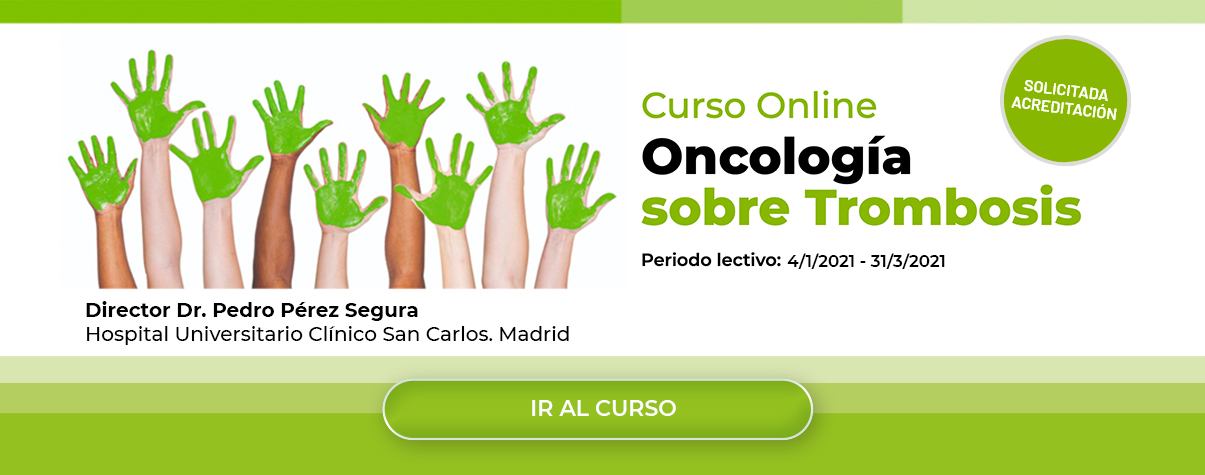 SOLICITADA
ACREDITACIÓN
Curso Online
Oncología
sobre Trombosis
Periodo lectivo: 4/1/2021 - 31/3/2021
Director Dr. Pedro Pérez Segura
Hospital Universitario Clínico San Carlos. Madrid
IR AL CURSO